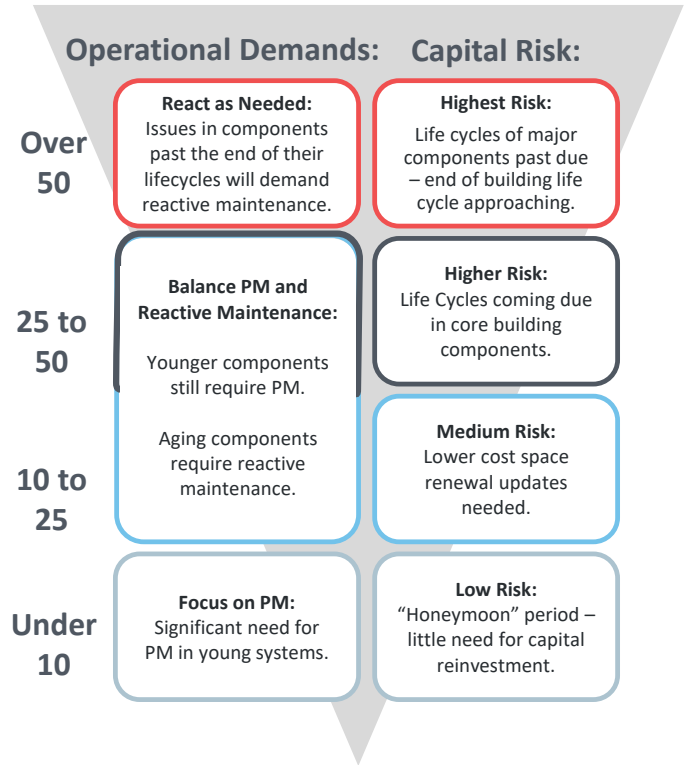 Operational Demands:
Capital Risk:
Over
50
React as Needed:
Issues in components
past the end of their
lifecycles will demand
reactive maintenance.
Highest Risk:
Life cycles of major
components past due
– end of building life
cycle approaching.
25 to
50
Balance PM and
Reactive Maintenance:
Younger components
still require PM.
Aging components
require reactive
maintenance.
Higher Risk:
Life Cycles coming due
in core building
components.
10 to
25
Medium Risk:
Lower cost space
renewal updates
needed.
Under
10
Focus on PM:
Significant need for
PM in young systems.
Low Risk:
“Honeymoon” period –
little need for capital
reinvestment.